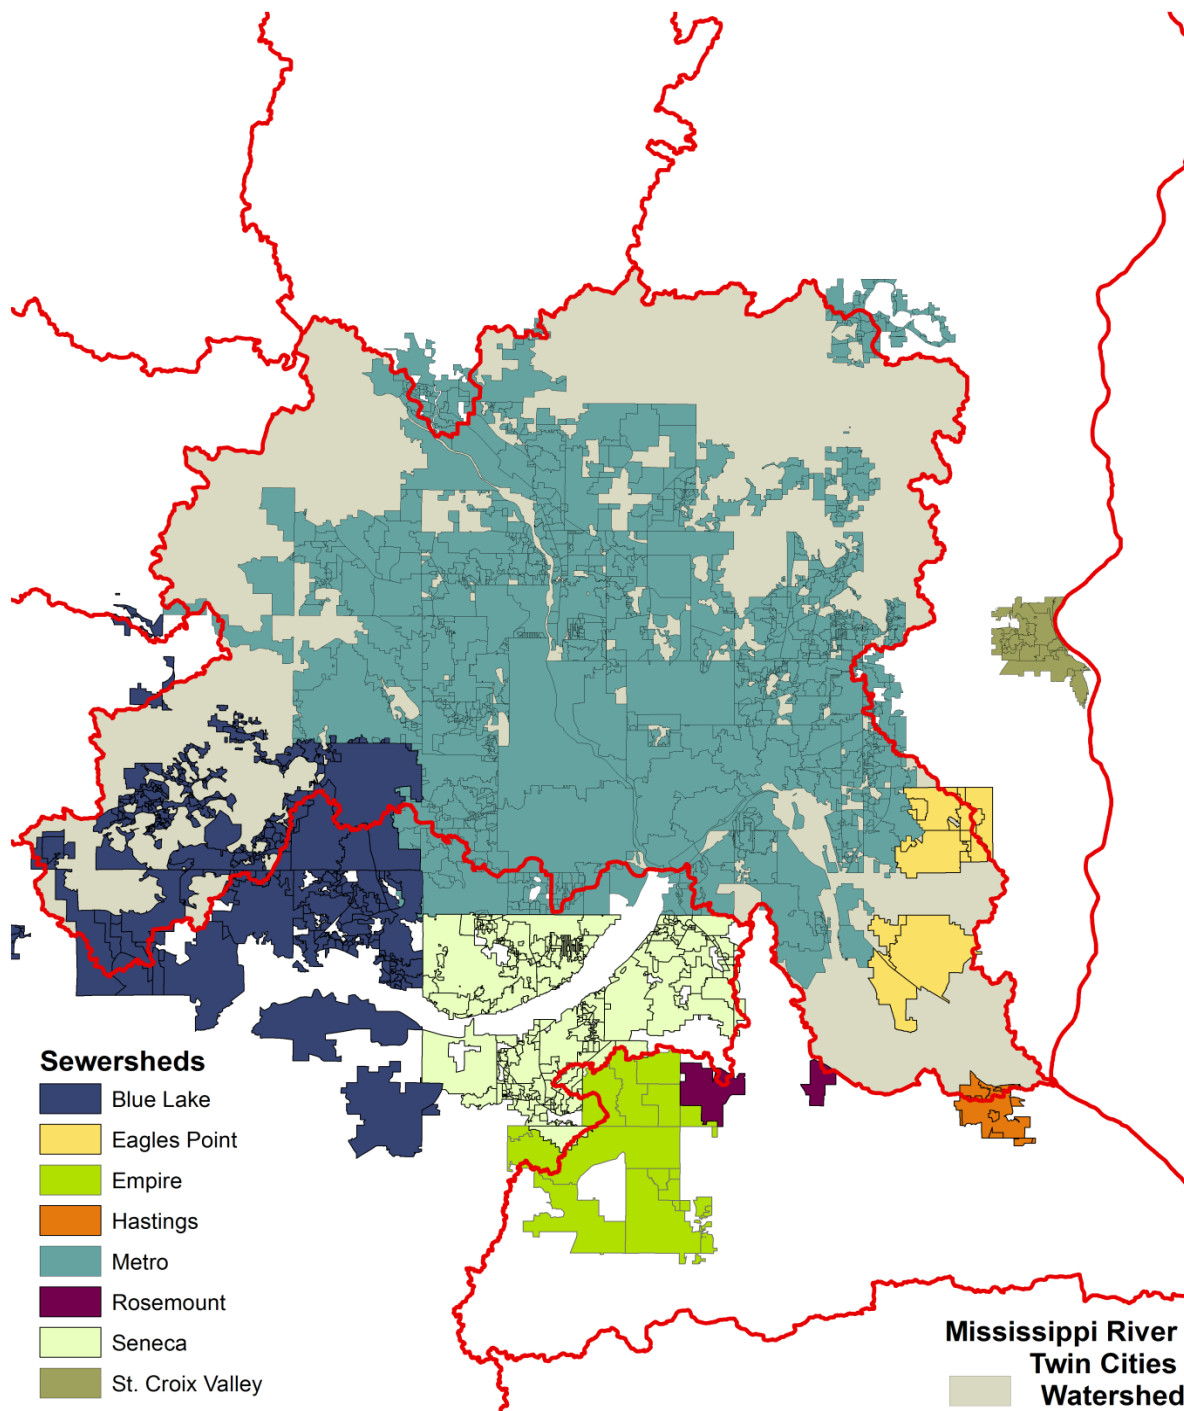 Sewersheds
Blue Lake
Eagles Point
Empire
Hastings
Metro
Rosemount
Seneca
St. Croix Valley
Mississippi River
Twin Cities
Watershed